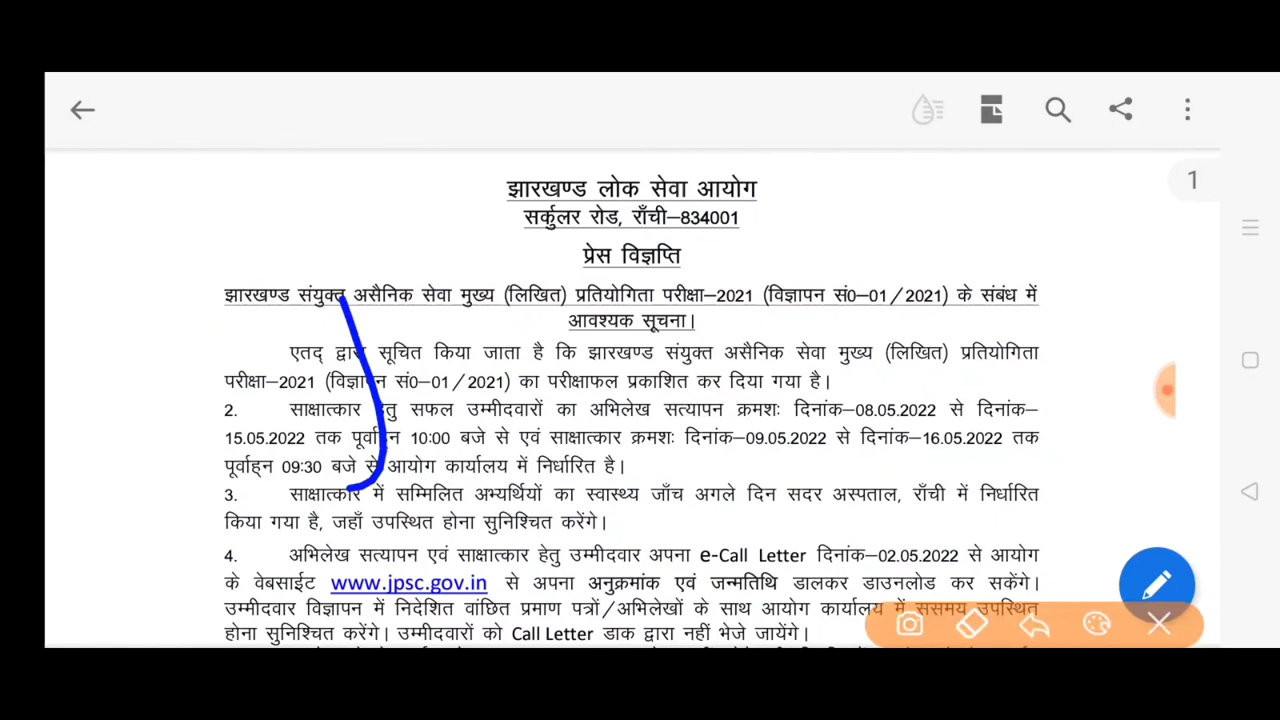 1
झारखण्ड लोक सेवा आयोग
सर्कुलर रोड, राँची–834001
प्रेस विज्ञप्ति
झारखण्ड संयुक्त असैनिक सेवा मुख्य (लिखित) प्रतियोगिता परीक्षा–2021 (विज्ञापन सं0–01/2021) के संबंध में
आवश्यक सूचना।
एतद् द्वारा सूचित किया जाता है कि झारखण्ड संयुक्त असैनिक सेवा मुख्य (लिखित) प्रतियोगिता
परीक्षा–2021 (विज्ञापन सं0–01/2021) का परीक्षाफल प्रकाशित कर दिया गया है।
2. साक्षात्कार हेतु सफल उम्मीदवारों का अभिलेख सत्यापन क्रमशः दिनांक–08.05.2022 से दिनांक–
15.05.2022 तक पूर्वाह्न 10:00 बजे से एवं साक्षात्कार क्रमशः दिनांक–09.05.2022 से दिनांक–16.05.2022 तक
पूर्वाह्न 09:30 बजे से आयोग कार्यालय में निर्धारित है।
3. साक्षात्कार में सम्मिलित अभ्यर्थियों का स्वास्थ्य जाँच अगले दिन सदर अस्पताल, राँची में निर्धारित
किया गया है, जहाँ उपस्थित होना सुनिश्चित करेंगे।
4. अभिलेख सत्यापन एवं साक्षात्कार हेतु उम्मीदवार अपना e-Call Letter दिनांक–02.05.2022 से आयोग
के वेबसाईट www.jpsc.gov.in से अपना अनुक्रमांक एवं जन्मतिथि डालकर डाउनलोड कर सकेंगे।
उम्मीदवार विज्ञापन में निदेशित वांछित प्रमाण पत्रों/अभिलेखों के साथ आयोग कार्यालय में ससमय उपस्थित
होना सुनिश्चित करेंगे। उम्मीदवारों को Call Letter डाक द्वारा नहीं भेजे जायेंगे।